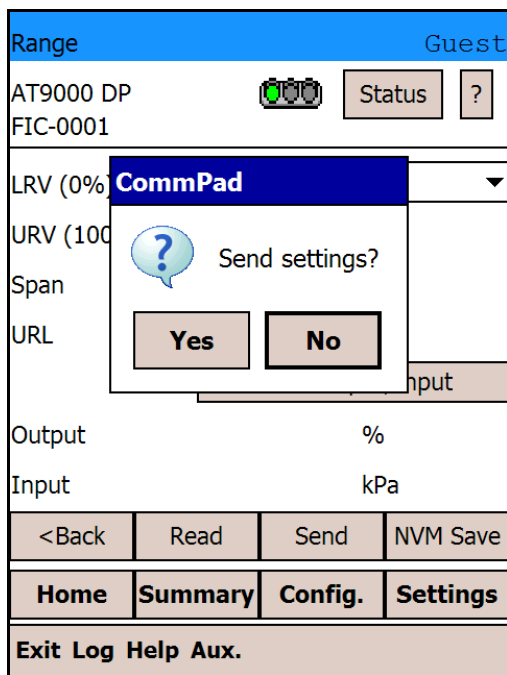 Range Guest
AT9000 DP
Status ?
FIC-0001
LRV (0%)
CommPad
URV (100
Send settings?
Span
URL
Yes No
nput
Output %
Input kPa
<Back Read Send NVM Save
Home Summary Config. Settings
Exit Log Help Aux.